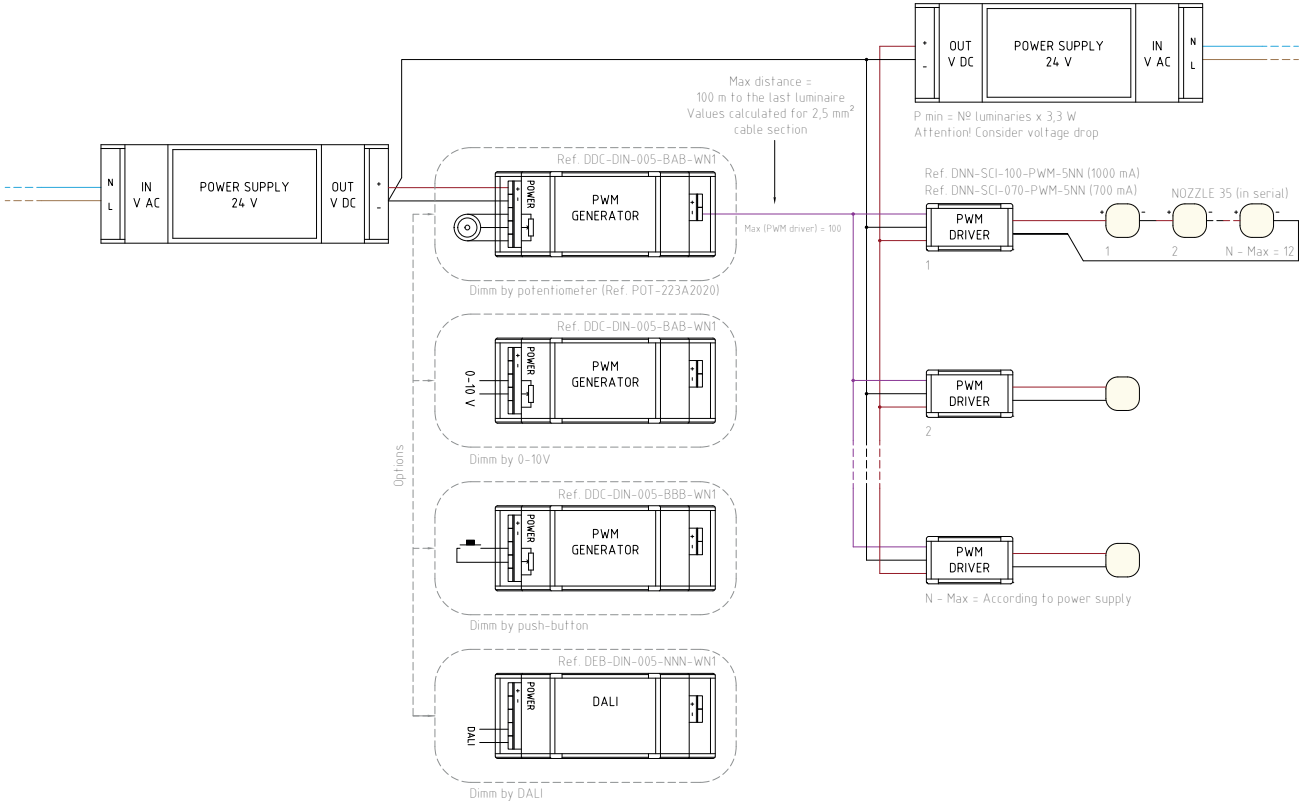 N
L
IN
V AC
POWER SUPPLY
24 V
OUT
V DC
+
-
Ref. DDC-DIN-005-BAB-WN1
+
-
POWER
PWM
GENERATOR
+
-
Dimm by potentiometer (Ref. POT-223A2020)
Ref. DDC-DIN-005-BAB-WN1
0-10 V
+
-
POWER
PWM
GENERATOR
+
-
Dimm by 0-10V
Options
Ref. DDC-DIN-005-BBB-WN1
+
-
POWER
PWM
GENERATOR
+
-
Dimm by push-button
Ref. DEB-DIN-005-NNN-WN1
DALI
+
-
POWER
DALI
+
-
Dimm by DALI
Max distance =
100 m to the last luminaire
Values calculated for 2,5 mm²
cable section
Max (PWM driver) = 100
+
-
OUT
V DC
POWER SUPPLY
24 V
IN
V AC
N
L
P min = Nº luminaries x 3,3 W
Attention! Consider voltage drop
Ref. DNN-SCI-100-PWM-5NN (1000 mA)
Ref. DNN-SCI-070-PWM-5NN (700 mA)
NOZZLE 35 (in serial)
PWM
DRIVER
1
+ - + - + -
1 2 N - Max = 12
PWM
DRIVER
2
PWM
DRIVER
N - Max = According to power supply